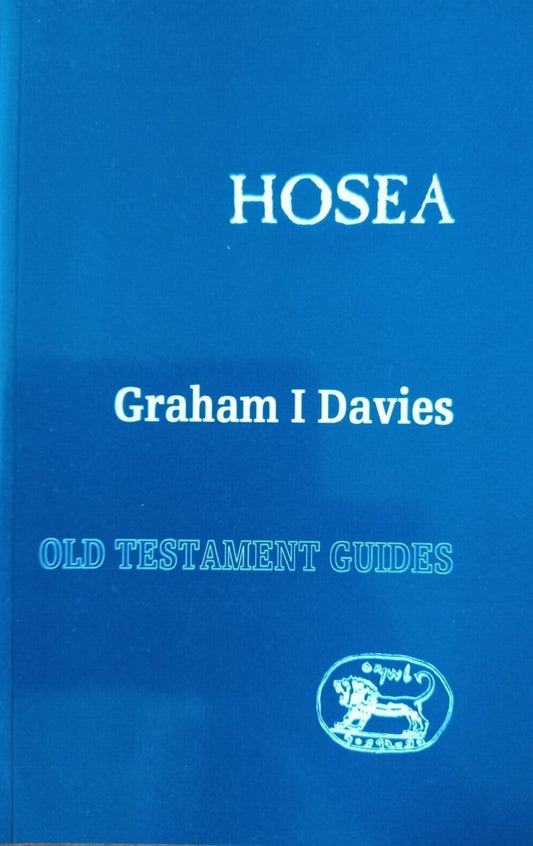 HOSEA
Graham I Davies
OLD TESTAMENT GUIDES